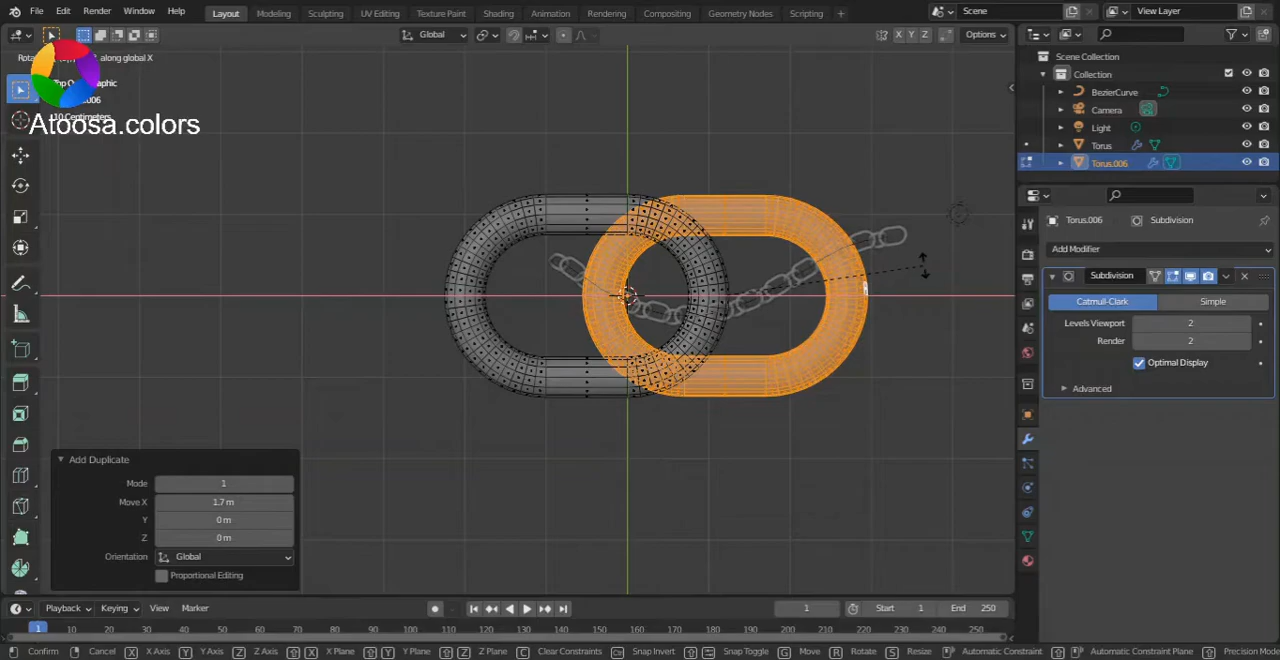 File Edit Render Window Help Layout Modeling Sculpting UV Editing Texture Paint Shading Animation Rendering Compositing Geometry Nodes Scripting + Scene View Layer
Global X Y Z Options
along global X
Atoosa.colors
Scene Collection
Collection
BezierCurve
Camera
Light
Torus
Torus.006
Torus.006 Subdivision
Add Modifier
Subdivision
Catmull-Clark Simple
Levels Viewport 2
Render 2
Optimal Display
Advanced
Add Duplicate
Mode 1
Move X 1.7 m
Y 0 m
Z 0 m
Orientation Global
Proportional Editing
Playback Keying View Marker 1 Start 1 End 250
1 10 20 30 40 50 60 70 80 90 100 110 120 130 140 150 160 170 180 190 200 210 220 230 240 250
Confirm Cancel X X Axis Y Y Axis Z Z Axis X X Plane Y Y Plane Z Z Plane C Clear Constraints Snap Invert Snap Toggle G Move R Rotate S Resize Automatic Constraint Automatic Constraint Plane Precision Mode